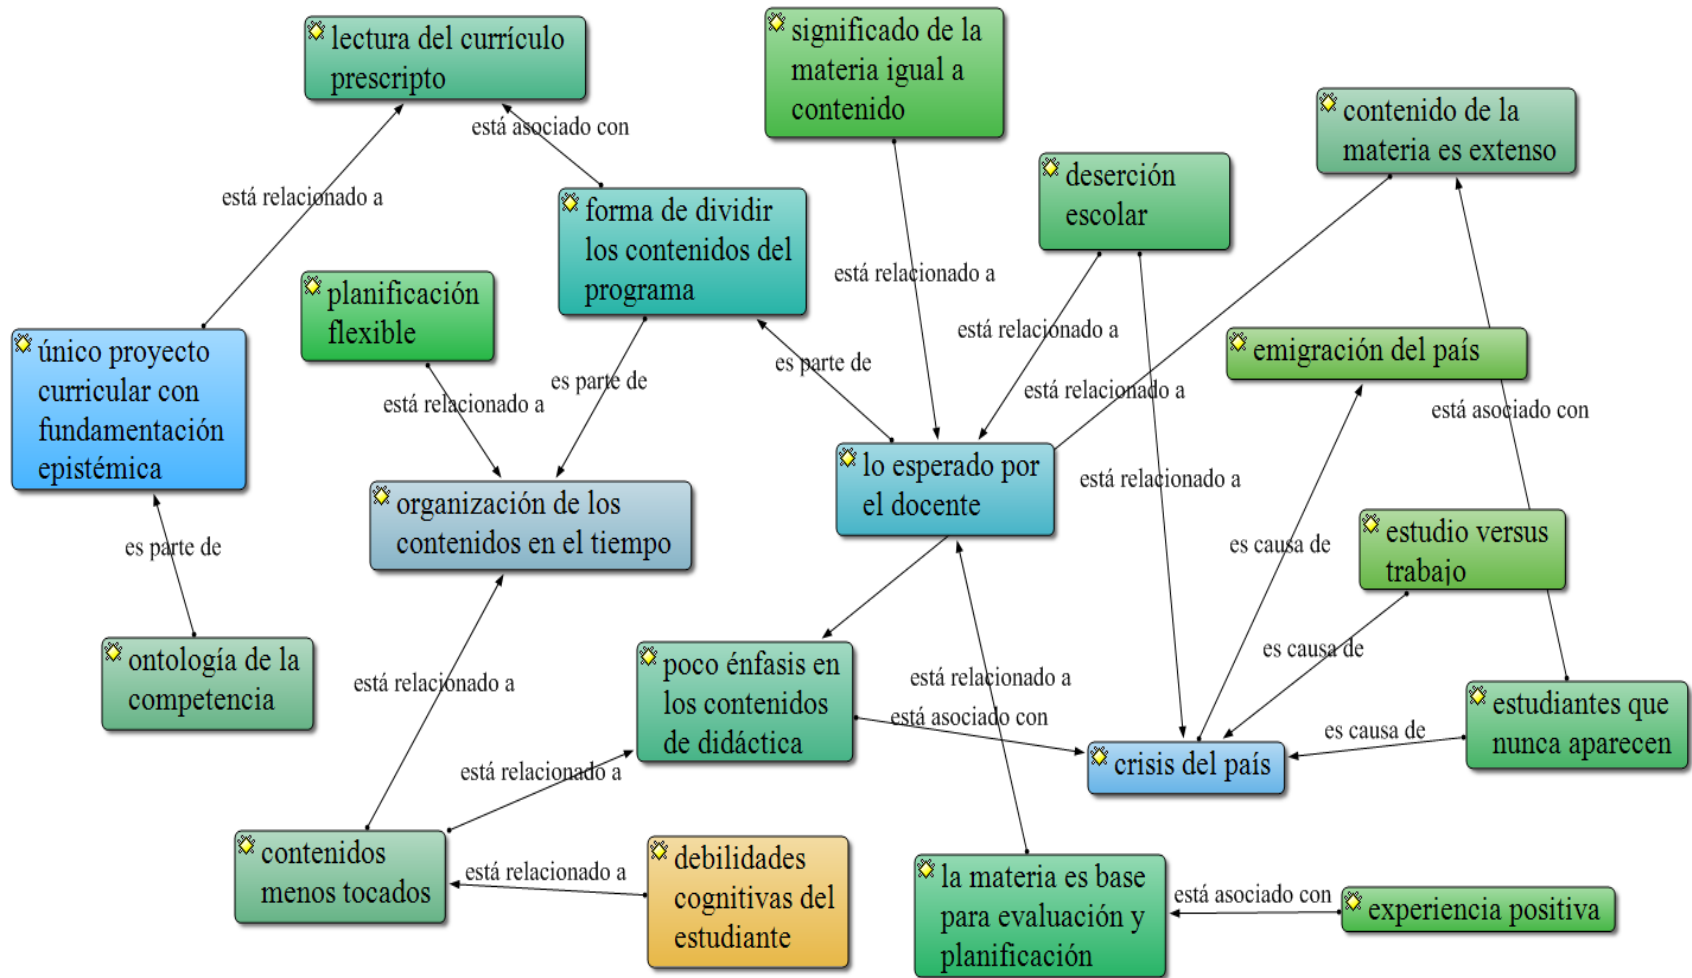 lectura del currículo
prescripto
significado de la
materia igual a
contenido
contenido de la
materia es extenso
está asociado con
deserción
escolar
está relacionado a
forma de dividir
los contenidos del
programa
planificación
flexible
está relacionado a
único proyecto
curricular con
fundamentación
epistémica
está relacionado a
emigración del país
es parte de
es parte de
está relacionado a
está relacionado a
está asociado con
lo esperado por
el docente
está relacionado a
organización de los
contenidos en el tiempo
es parte de
es causa de
estudio versus
trabajo
ontología de la
competencia
está relacionado a
poco énfasis en
los contenidos
de didáctica
está relacionado a
es causa de
está asociado con
estudiantes que
nunca aparecen
es causa de
crisis del país
está relacionado a
contenidos
menos tocados
está relacionado a
debilidades
cognitivas del
estudiante
la materia es base
para evaluación y
planificación
está asociado con
experiencia positiva